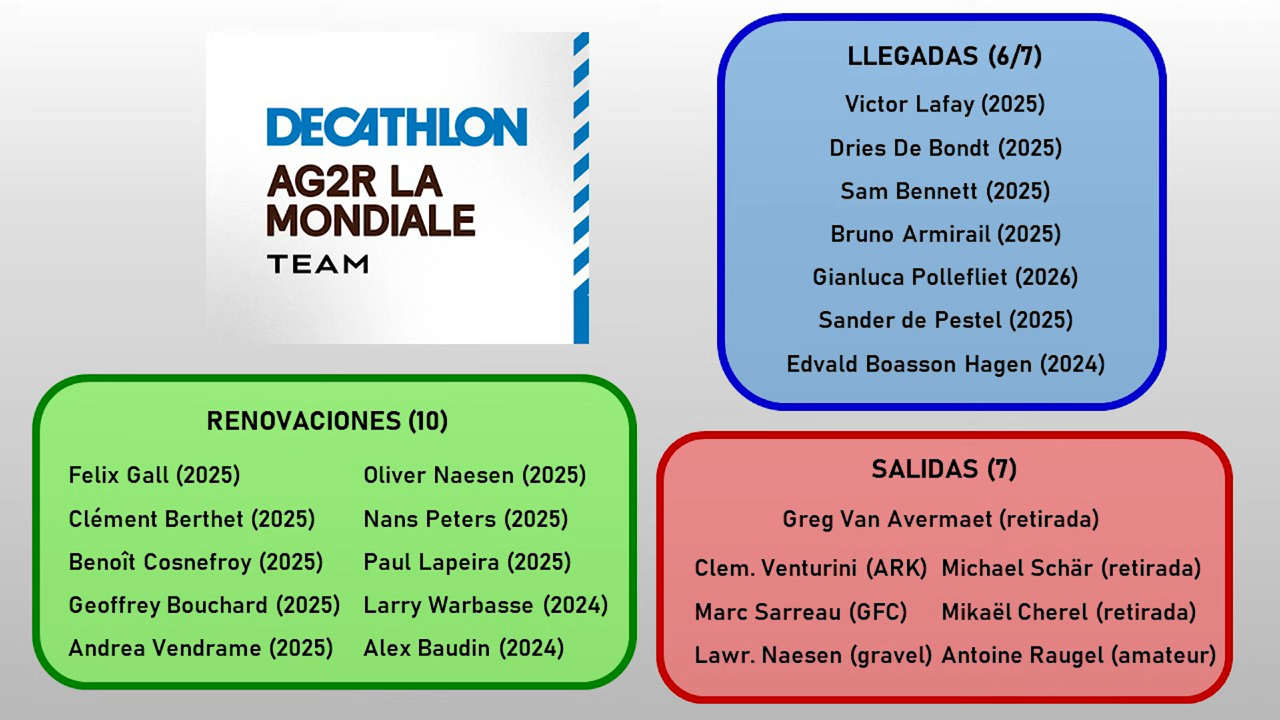 DECATHLON
AG2R LA
MONDIALE
TEAM
LLEGADAS (6/7)
Victor Lafay (2025)
Dries De Bondt (2025)
Sam Bennett (2025)
Bruno Armirail (2025)
Gianluca Pollefliet (2026)
Sander de Pestel (2025)
Edvald Boasson Hagen (2024)
RENOVACIONES (10)
Felix Gall (2025)
Clément Berthet (2025)
Benoît Cosnefroy (2025)
Geoffrey Bouchard (2025)
Andrea Vendrame (2025)
Oliver Naesen (2025)
Nans Peters (2025)
Paul Lapeira (2025)
Larry Warbasse (2024)
Alex Baudin (2024)
SALIDAS (7)
Greg Van Avermaet (retirada)
Clem. Venturini (ARK)
Marc Sarreau (GFC)
Lawr. Naesen (gravel)
Michael Schär (retirada)
Mikaël Cherel (retirada)
Antoine Raugel (amateur)